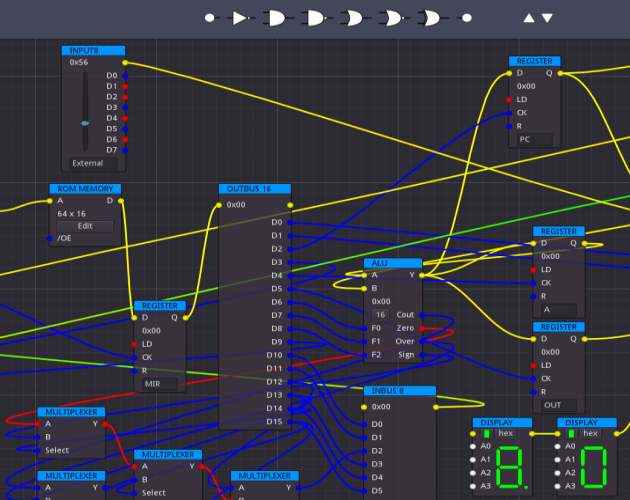 INPUT8
0x56
D0
D1
D2
D3
D4
D5
D6
D7
External
ROM MEMORY
A D
64 x 16
Edit
/OE
REGISTER
D Q
0x00
LD
CK
R
MIR
OUTBUS 16
0x00
D0
D1
D2
D3
D4
D5
D6
D7
D8
D9
D10
D11
D12
D13
D14
D15
ALU
A Y
B
0x00
16 Cout
F0 Zero
F1 Over
F2 Sign
INBUS 8
0x00
D0
D1
D2
D3
D4
D5
REGISTER
D Q
0x00
LD
CK
R
PC
REGISTER
D Q
0x00
LD
CK
R
A
REGISTER
D Q
0x00
LD
CK
R
OUT
DISPLAY
hex
A0
A1
A2
A3
8.
DISPLAY
hex
A0
A1
A2
A3
0
MULTIPLEXER
A Y
B
Select
MULTIPLEXER
A Y
B
Select
MULTIPLEXER
A Y
MULTIPLEXER
A Y